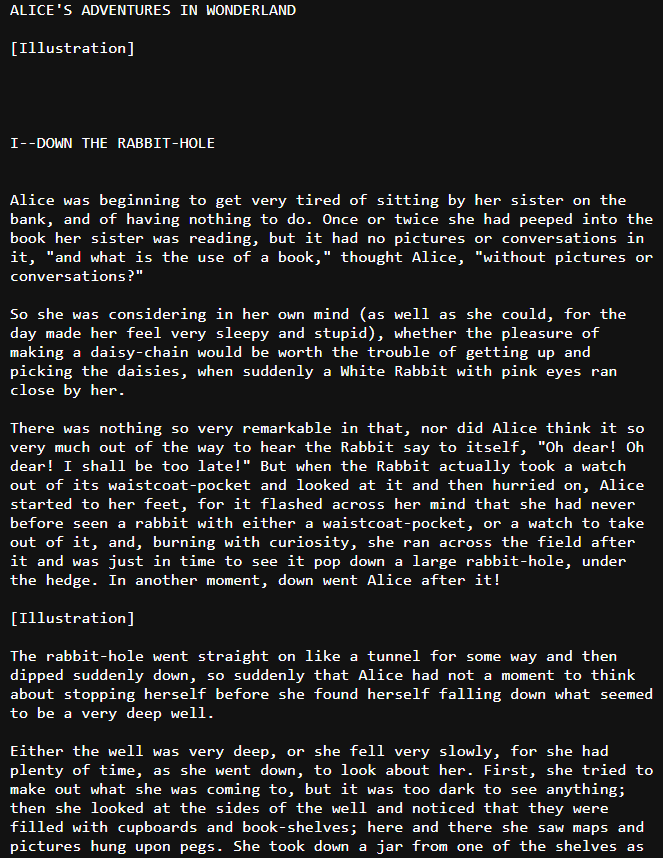 ALICE'S ADVENTURES IN WONDERLAND
[Illustration]
I--DOWN THE RABBIT-HOLE
Alice was beginning to get very tired of sitting by her sister on the
bank, and of having nothing to do. Once or twice she had peeped into the
book her sister was reading, but it had no pictures or conversations in
it, "and what is the use of a book," thought Alice, "without pictures or
conversations?"
So she was considering in her own mind (as well as she could, for the
day made her feel very sleepy and stupid), whether the pleasure of
making a daisy-chain would be worth the trouble of getting up and
picking the daisies, when suddenly a White Rabbit with pink eyes ran
close by her.
There was nothing so very remarkable in that, nor did Alice think it so
very much out of the way to hear the Rabbit say to itself, "Oh dear! Oh
dear! I shall be too late!" But when the Rabbit actually took a watch
out of its waistcoat-pocket and looked at it and then hurried on, Alice
started to her feet, for it flashed across her mind that she had never
before seen a rabbit with either a waistcoat-pocket, or a watch to take
out of it, and, burning with curiosity, she ran across the field after
it and was just in time to see it pop down a large rabbit-hole, under
the hedge. In another moment, down went Alice after it!
[Illustration]
The rabbit-hole went straight on like a tunnel for some way and then
dipped suddenly down, so suddenly that Alice had not a moment to think
about stopping herself before she found herself falling down what seemed
to be a very deep well.
Either the well was very deep, or she fell very slowly, for she had
plenty of time, as she went down, to look about her. First, she tried to
make out what she was coming to, but it was too dark to see anything;
then she looked at the sides of the well and noticed that they were
filled with cupboards and book-shelves; here and there she saw maps and
pictures hung upon pegs. She took down a jar from one of the shelves as